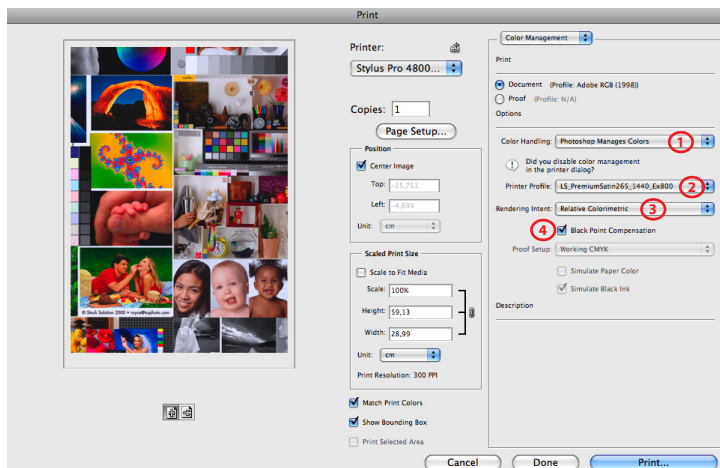 Print
Printer:
Stylus Pro 4800...
Copies: 1
Page Setup...
Position
Center Image
Top: -15,751
Left: -4,639
Unit: cm
Scaled Print Size
Scale to Fit Media
Scale: 100%
Height: 59,13
Width: 28,99
Unit: cm
Print Resolution: 300 PPI
Match Print Colors
Show Bounding Box
Print Selected Area
Color Management
Print
Document (Profile: Adobe RGB (1998))
Proof (Profile: N/A)
Options
Color Handling: Photoshop Manages Colors 1
Did you disable color management
in the printer dialog?
Printer Profile: LS_PremiumSatin265_1440_Ex800 2
Rendering Intent: Relative Colorimetric 3
4 Black Point Compensation
Proof Setup: Working CMYK
Simulate Paper Color
Simulate Black Ink
Description
Cancel
Done
Print...